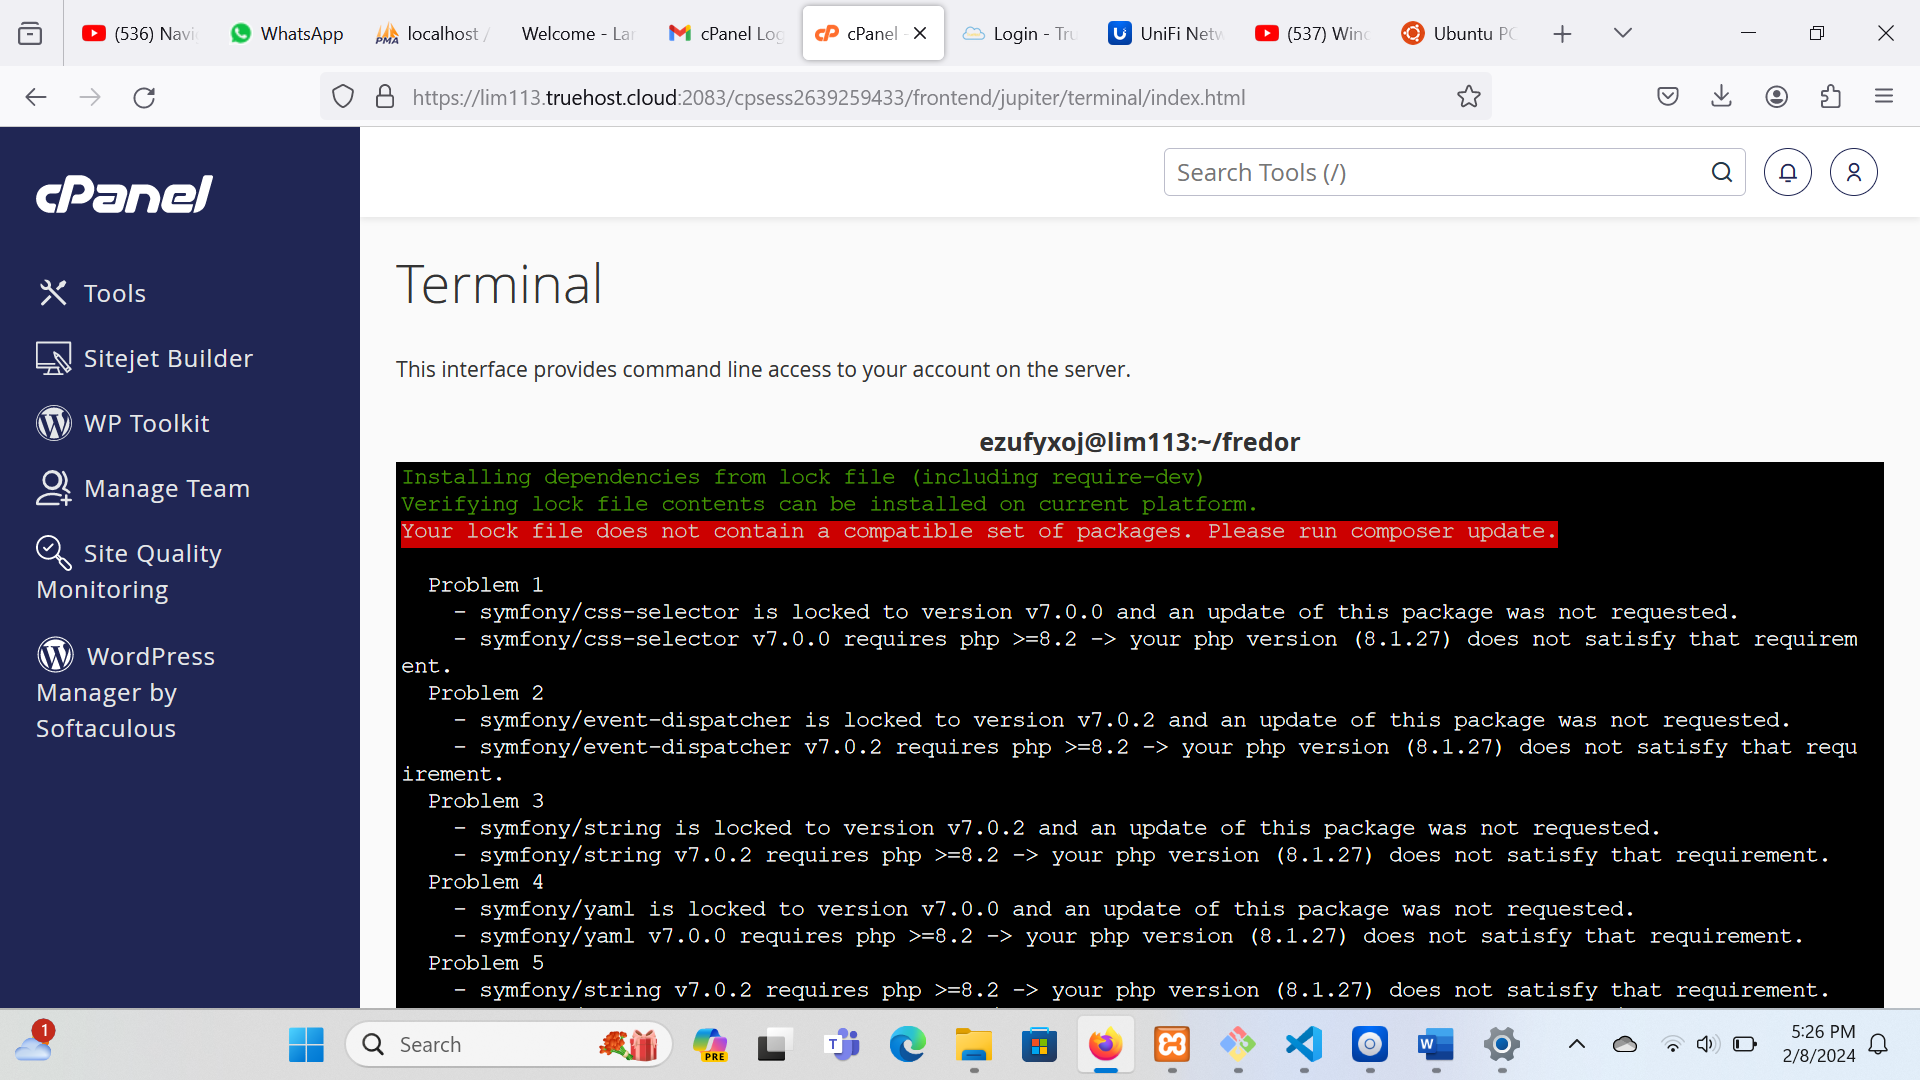 (536) Navi
WhatsApp
localhost /
Welcome - Lar
cPanel Log
cPanel -
Login - Tru
UniFi Netw
(537) Winc
Ubuntu PC
https://lim113.truehost.cloud:2083/cpsess2639259433/frontend/jupiter/terminal/index.html
cPanel
Search Tools (/)
Tools
Sitejet Builder
WP Toolkit
Manage Team
Site Quality
Monitoring
WordPress
Manager by
Softaculous
Terminal
This interface provides command line access to your account on the server.
ezufyxoj@lim113:~/fredor
Installing dependencies from lock file (including require-dev)
Verifying lock file contents can be installed on current platform.
Your lock file does not contain a compatible set of packages. Please run composer update.
Problem 1
- symfony/css-selector is locked to version v7.0.0 and an update of this package was not requested.
- symfony/css-selector v7.0.0 requires php >=8.2 -> your php version (8.1.27) does not satisfy that requirem
ent.
Problem 2
- symfony/event-dispatcher is locked to version v7.0.2 and an update of this package was not requested.
- symfony/event-dispatcher v7.0.2 requires php >=8.2 -> your php version (8.1.27) does not satisfy that requ
irement.
Problem 3
- symfony/string is locked to version v7.0.2 and an update of this package was not requested.
- symfony/string v7.0.2 requires php >=8.2 -> your php version (8.1.27) does not satisfy that requirement.
Problem 4
- symfony/yaml is locked to version v7.0.0 and an update of this package was not requested.
- symfony/yaml v7.0.0 requires php >=8.2 -> your php version (8.1.27) does not satisfy that requirement.
Problem 5
- symfony/string v7.0.2 requires php >=8.2 -> your php version (8.1.27) does not satisfy that requirement.
1
Search
PRE
5:26 PM
2/8/2024